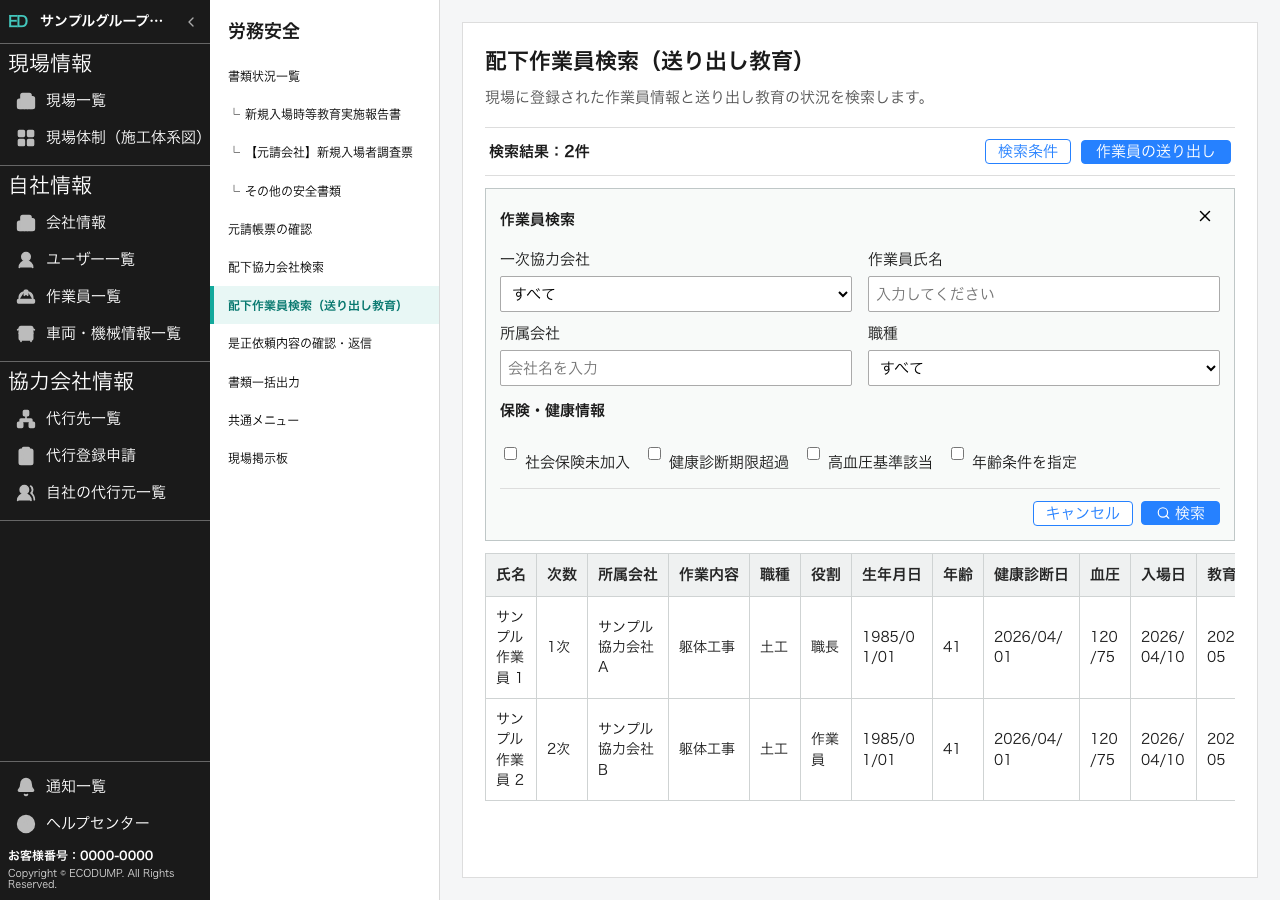 ED サンプルグループ…
現場情報
現場一覧
現場体制（施工体系図）
自社情報
会社情報
ユーザー一覧
作業員一覧
車両・機械情報一覧
協力会社情報
代行先一覧
代行登録申請
自社の代行元一覧
通知一覧
ヘルプセンター
お客様番号：0000-0000
Copyright © ECODUMP. All Rights
Reserved.
労務安全
書類状況一覧
└ 新規入場時等教育実施報告書
└ 【元請会社】新規入場者調査票
└ その他の安全書類
元請帳票の確認
配下協力会社検索
配下作業員検索（送り出し教育）
是正依頼内容の確認・返信
書類一括出力
共通メニュー
現場掲示板
配下作業員検索（送り出し教育）
現場に登録された作業員情報と送り出し教育の状況を検索します。
検索結果：2件 検索条件 作業員の送り出し
作業員検索
一次協力会社 作業員氏名
すべて 入力してください
所属会社 職種
会社名を入力 すべて
保険・健康情報
社会保険未加入 健康診断期限超過 高血圧基準該当 年齢条件を指定
キャンセル 検索
氏名 次数 所属会社 作業内容 職種 役割 生年月日 年齢 健康診断日 血圧 入場日 教育
サンプル作業員 1 1次 サンプル協力会社A 躯体工事 土工 職長 1985/01/01 41 2026/04/01 120/75 2026/04/10 202 05
サンプル作業員 2 2次 サンプル協力会社B 躯体工事 土工 作業員 1985/01/01 41 2026/04/01 120/75 2026/04/10 202 05